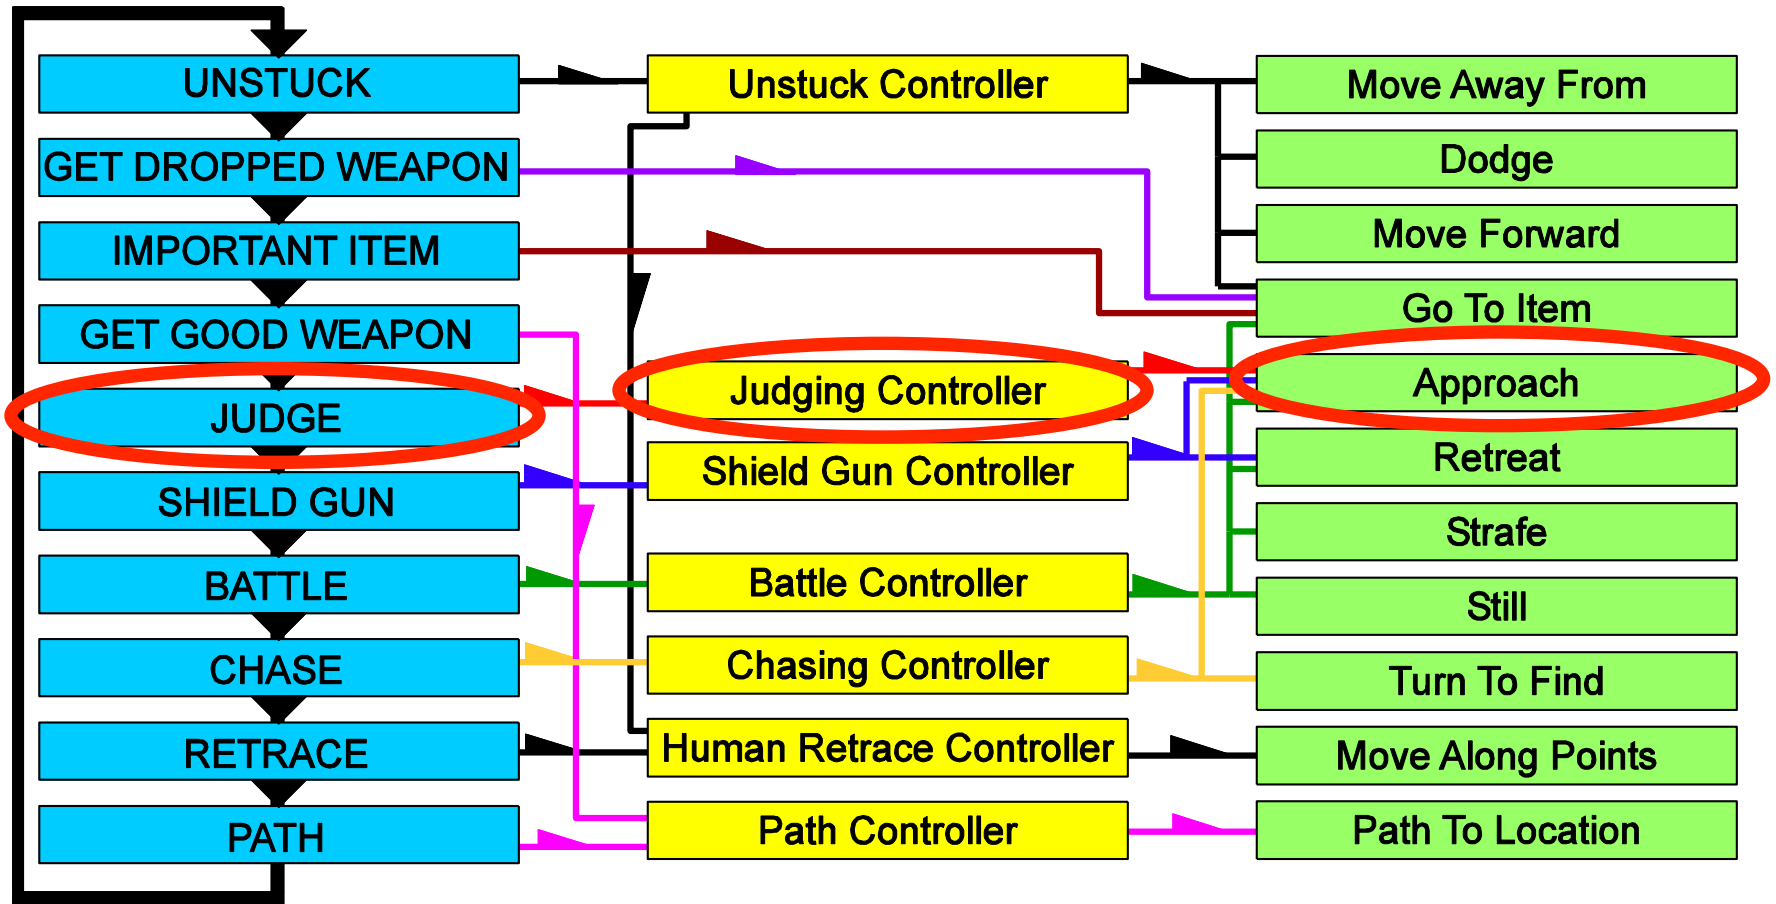 UNSTUCK
GET DROPPED WEAPON
IMPORTANT ITEM
GET GOOD WEAPON
JUDGE
SHIELD GUN
BATTLE
CHASE
RETRACE
PATH
Unstuck Controller
Judging Controller
Shield Gun Controller
Battle Controller
Chasing Controller
Human Retrace Controller
Path Controller
Move Away From
Dodge
Move Forward
Go To Item
Approach
Retreat
Strafe
Still
Turn To Find
Move Along Points
Path To Location